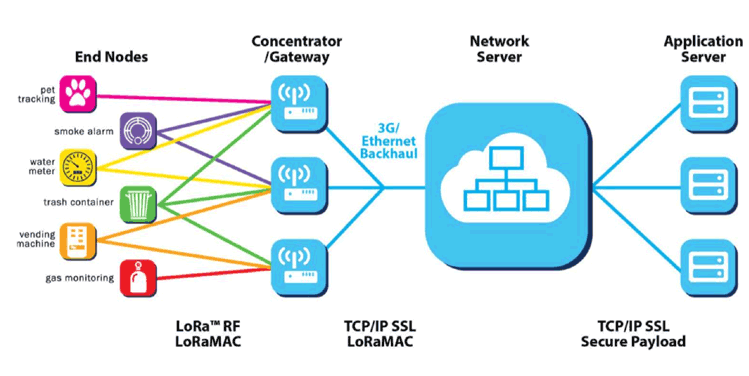 End Nodes
Concentrator
/Gateway
Network
Server
Application
Server
pet
tracking
smoke alarm
water
meter
trash container
vending
machine
gas monitoring
3G/
Ethernet
Backhaul
LoRa™ RF
LoRaMAC
TCP/IP SSL
LoRaMAC
TCP/IP SSL
Secure Payload